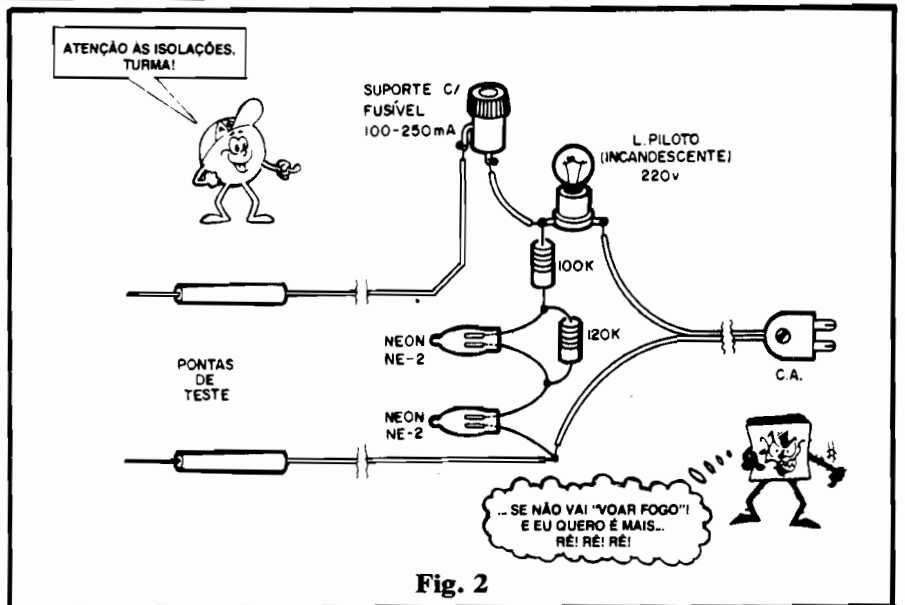 ATENÇÃO ÀS ISOLAÇÕES,
TURMA!
SUPORTE C/
FUSÍVEL
100-250mA
L. PILOTO
(INCANDESCENTE)
220v
100K
120K
NEON
NE-2
PONTAS
DE
TESTE
NEON
NE-2
C.A.
... SE NÃO VAI "VOAR FOGO"!
E EU QUERO É MAIS...
RÊ! RÊ! RÊ!
Fig. 2